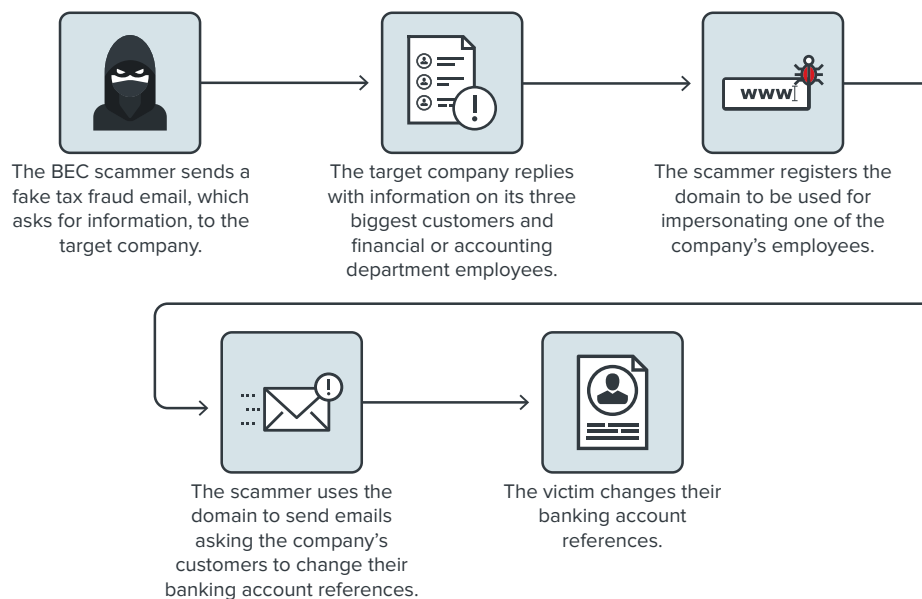 The BEC scammer sends a
fake tax fraud email, which
asks for information, to the
target company.
The target company replies
with information on its three
biggest customers and
financial or accounting
department employees.
www
The scammer registers the
domain to be used for
impersonating one of the
company’s employees.
The scammer uses the
domain to send emails
asking the company’s
customers to change their
banking account references.
The victim changes their
banking account
references.